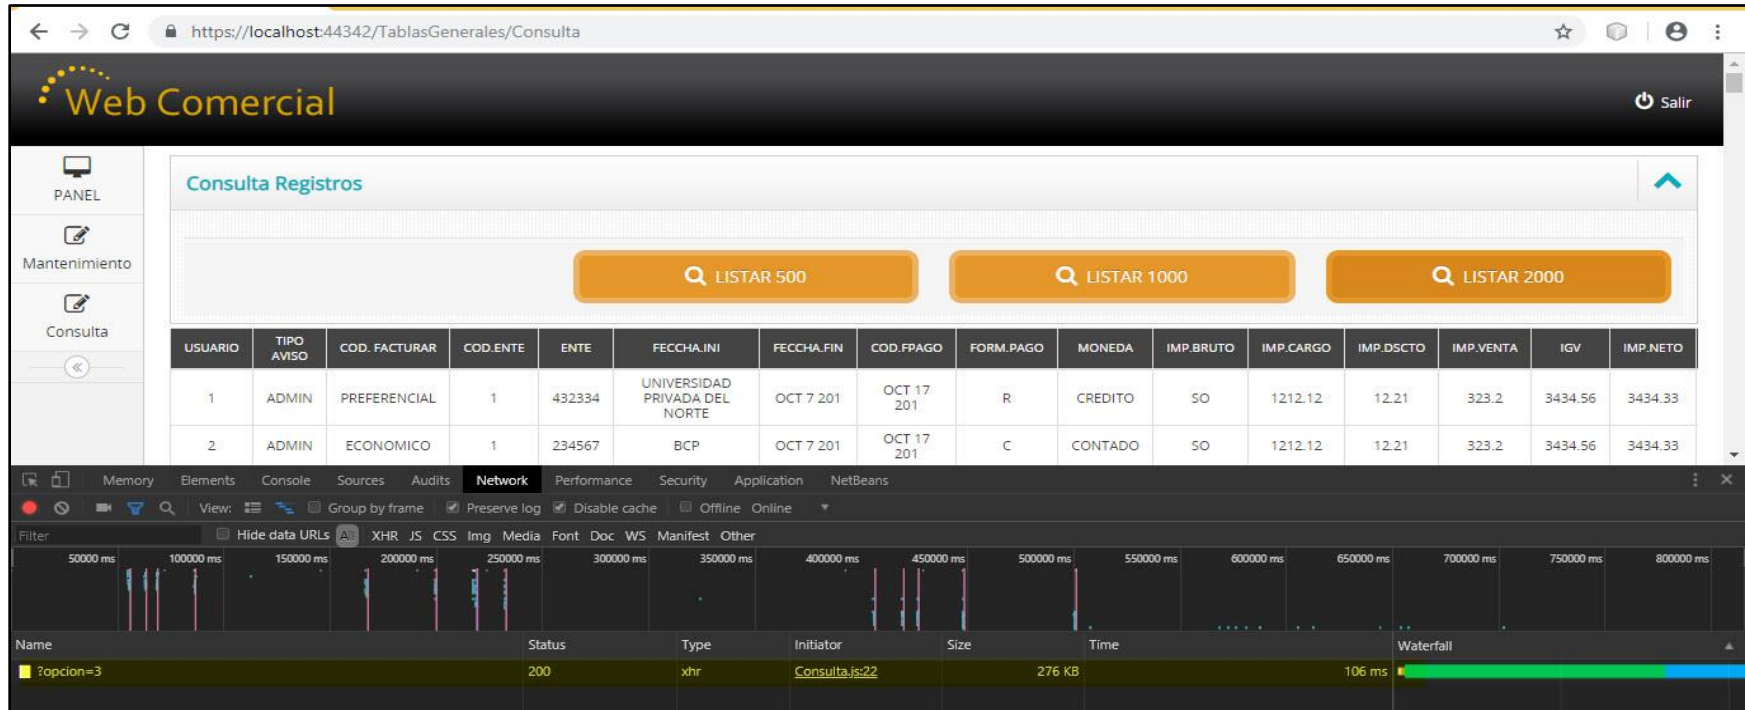 https://localhost:44342/TablasGenerales/Consulta
Web Comercial
Salir
PANEL
Mantenimiento
Consulta
Consulta Registros
LISTAR 500 LISTAR 1000 LISTAR 2000
USUARIO TIPO AVISO COD. FACTURAR COD.ENTE ENTE FECCHA.INI FECCHA.FIN COD.FPAGO FORM.PAGO MONEDA IMP.BRUTO IMP.CARGO IMP.DSCTO IMP.VENTA IGV IMP.NETO
1 ADMIN PREFERENCIAL 1 432334 UNIVERSIDAD PRIVADA DEL NORTE OCT 7 201 OCT 17 201 R CREDITO SO 1212.12 12.21 323.2 3434.56 3434.33
2 ADMIN ECONOMICO 1 234567 BCP OCT 7 201 OCT 17 201 C CONTADO SO 1212.12 12.21 323.2 3434.56 3434.33
Memory Elements Console Sources Audits Network Performance Security Application NetBeans
View: Group by frame Preserve log Disable cache Offline Online
Filter Hide data URLs All XHR JS CSS Img Media Font Doc WS Manifest Other
50000 ms 100000 ms 150000 ms 200000 ms 250000 ms 300000 ms 350000 ms 400000 ms 450000 ms 500000 ms 550000 ms 600000 ms 650000 ms 700000 ms 750000 ms 800000 ms
Name Status Type Initiator Size Time Waterfall
?opcion=3 200 xhr Consulta.js:22 276 KB 106 ms